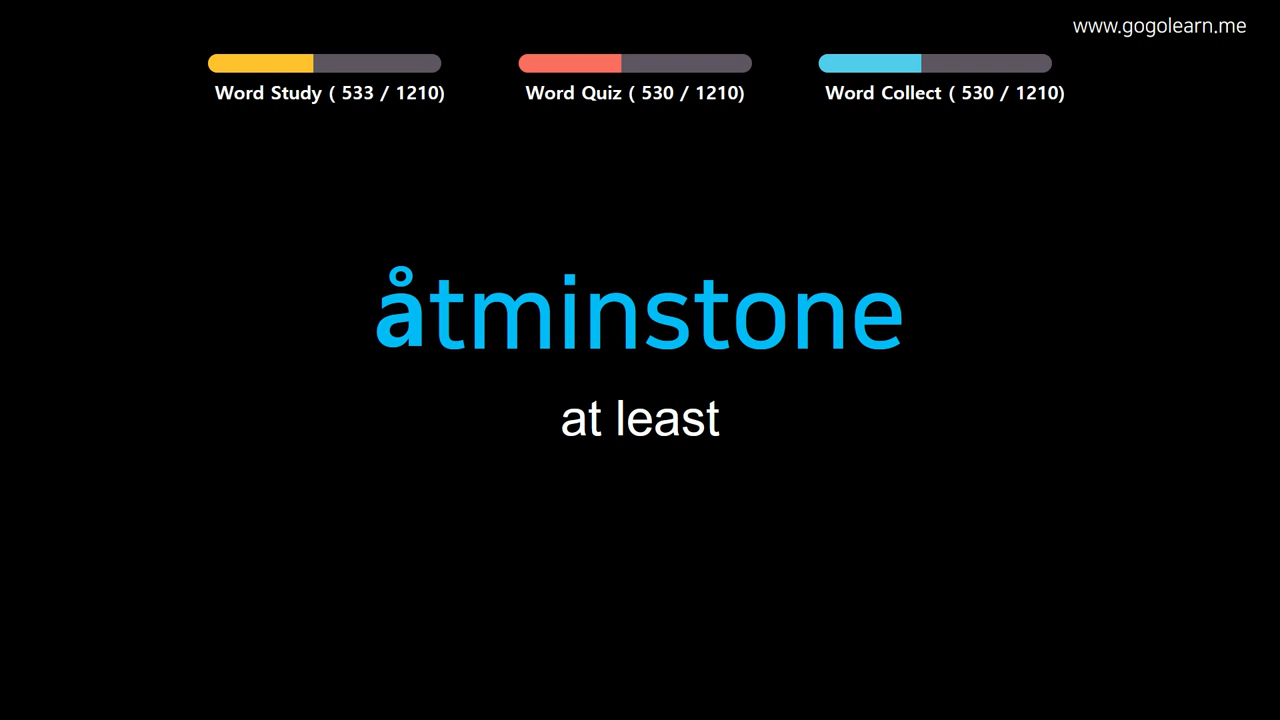 www.gogolearn.me
Word Study ( 533 / 1210)
Word Quiz ( 530 / 1210)
Word Collect ( 530 / 1210)
åtminstone
at least